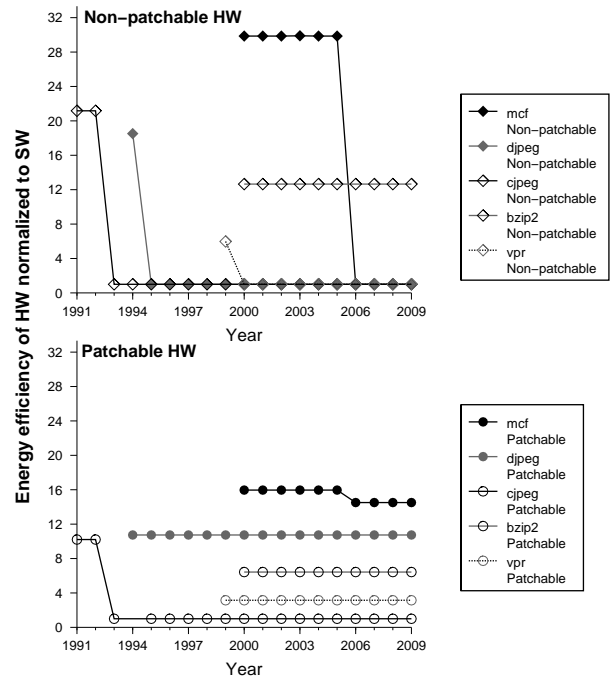 Energy efficiency of HW normalized to SW
Non-patchable HW
32
28
24
20
16
12
8
4
0
1991
1994
1997
2000
2003
2006
2009
Year
mcf
Non-patchable
djpeg
Non-patchable
cjpeg
Non-patchable
bzip2
Non-patchable
vpr
Non-patchable
Patchable HW
32
28
24
20
16
12
8
4
0
1991
1994
1997
2000
2003
2006
2009
Year
mcf
Patchable
djpeg
Patchable
cjpeg
Patchable
bzip2
Patchable
vpr
Patchable